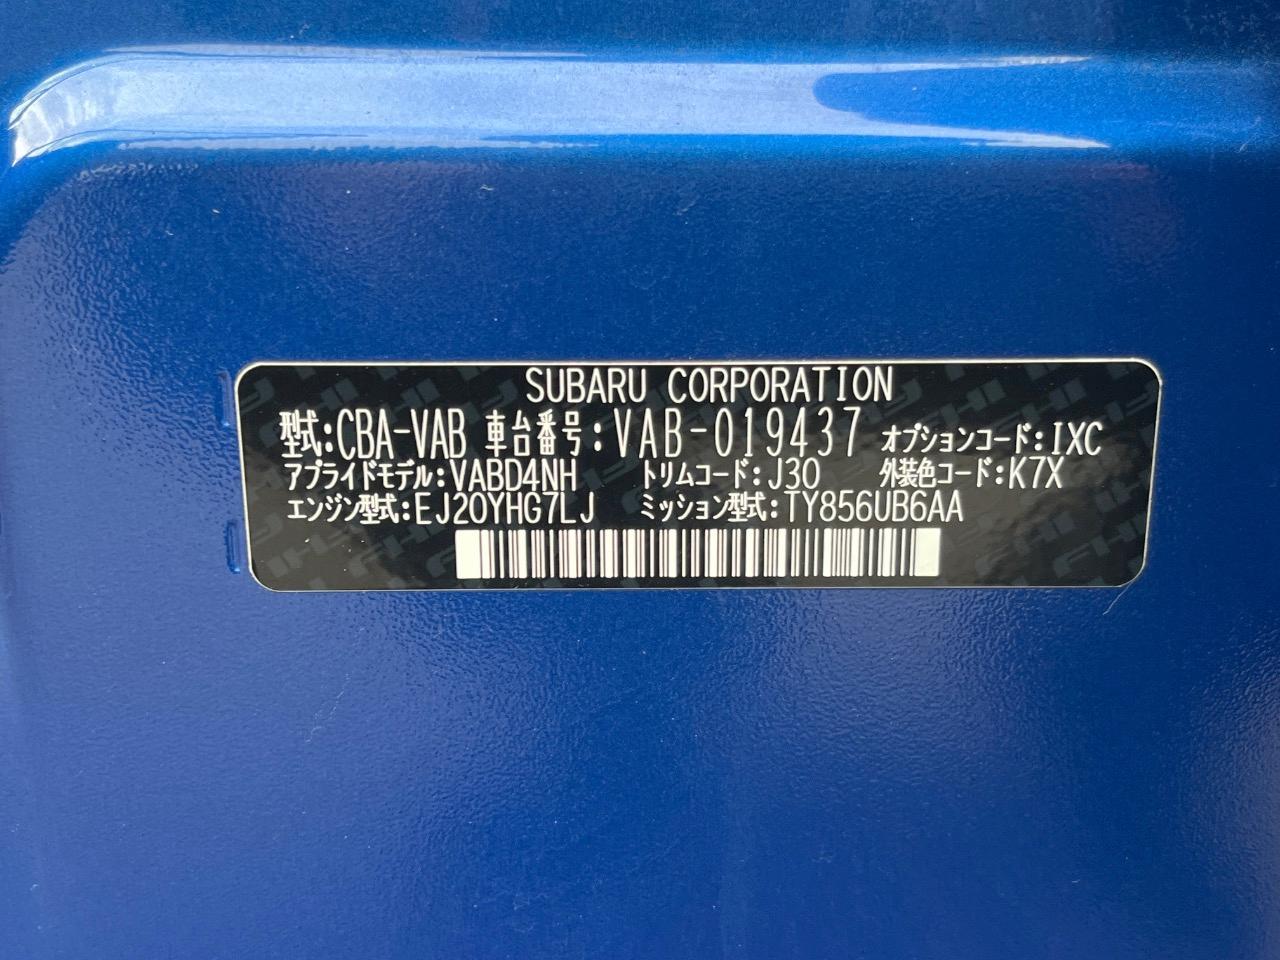 SUBARU CORPORATION
型式:CBA-VAB 車台番号:VAB-019437 オプションコード:IXC
アプライドモデル:VABD4NH トリムコード:J30 外装色コード:K7X
エンジン型式:EJ20YHG7LJ ミッション型式:TY856UB6AA